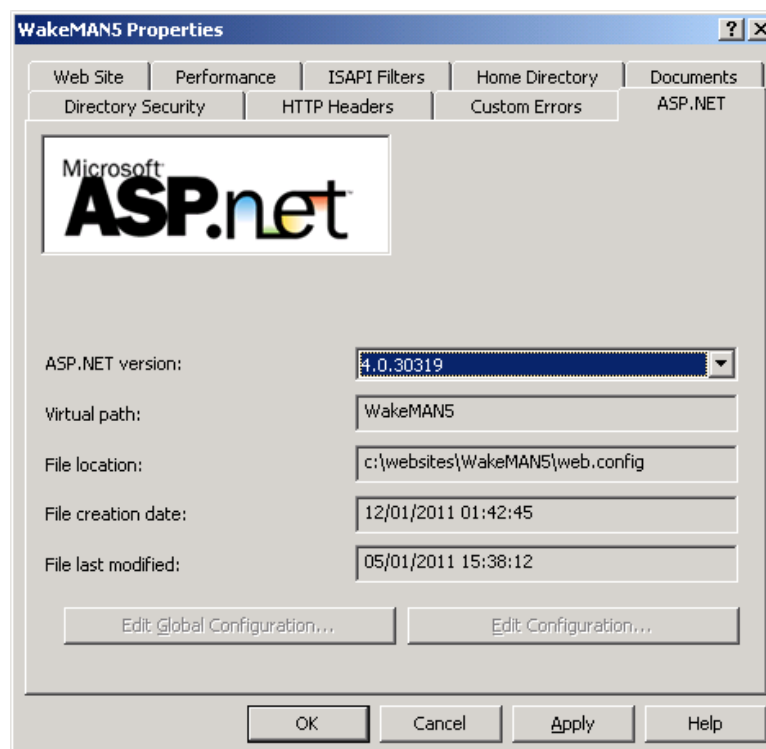 WakeMAN5 Properties
Web Site Performance ISAPI Filters Home Directory Documents
Directory Security HTTP Headers Custom Errors ASP.NET
Microsoft
ASP.net
ASP.NET version: 4.0.30319
Virtual path: WakeMAN5
File location: c:\websites\WakeMAN5\web.config
File creation date: 12/01/2011 01:42:45
File last modified: 05/01/2011 15:38:12
Edit Global Configuration... Edit Configuration...
OK Cancel Apply Help